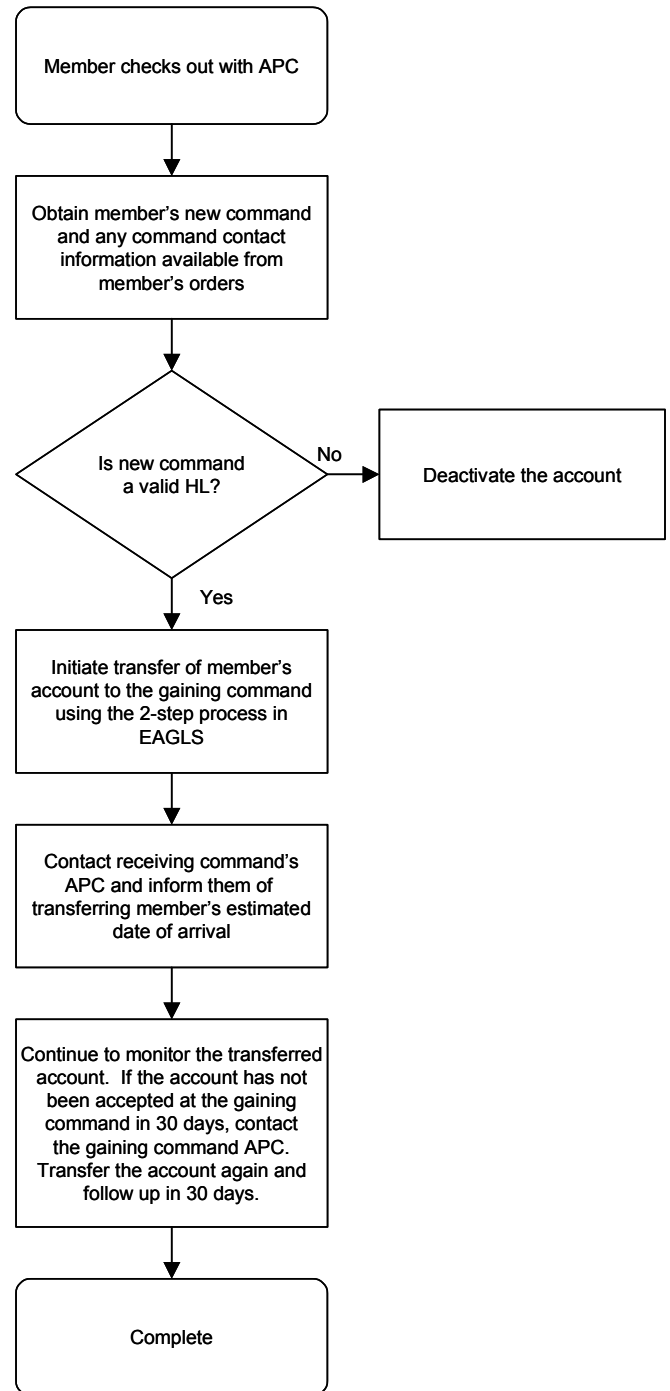 Member checks out with APC
Obtain member's new command
and any command contact
information available from
member's orders
Is new command
a valid HL?
No
Deactivate the account
Yes
Initiate transfer of member's
account to the gaining command
using the 2-step process in
EAGLS
Contact receiving command's
APC and inform them of
transferring member's estimated
date of arrival
Continue to monitor the transferred
account.  If the account has not
been accepted at the gaining
command in 30 days, contact
the gaining command APC.
Transfer the account again and
follow up in 30 days.
Complete